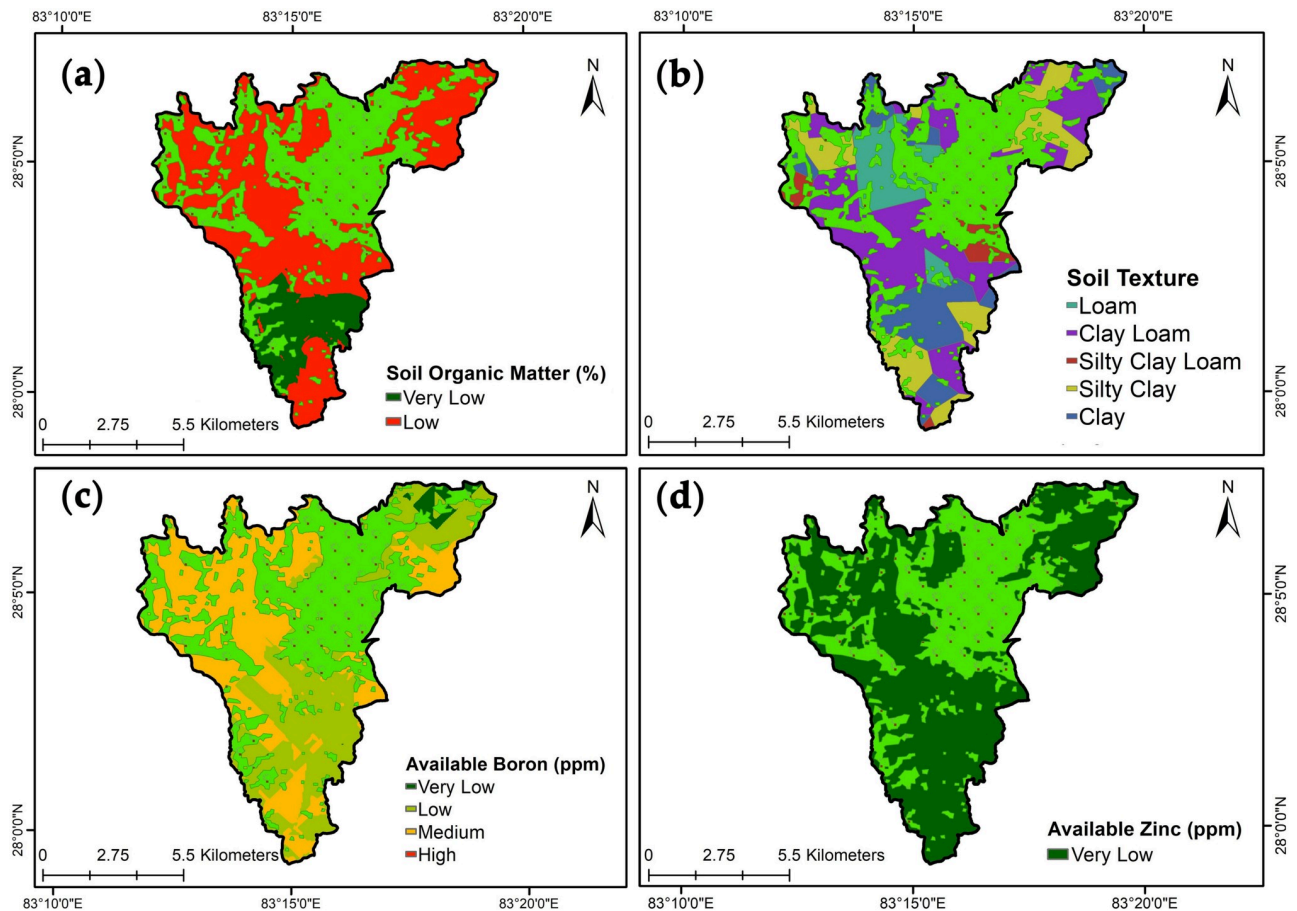 83°10'0"E 83°15'0"E 83°20'0"E 83°10'0"E 83°15'0"E 83°20'0"E
(a)
N
28°5'0"N
28°0'0"N
Soil Organic Matter (%)
Very Low
Low
0 2.75 5.5 Kilometers
(b)
N
28°5'0"N
28°0'0"N
Soil Texture
Loam
Clay Loam
Silty Clay Loam
Silty Clay
Clay
0 2.75 5.5 Kilometers
(c)
N
28°5'0"N
28°0'0"N
Available Boron (ppm)
Very Low
Low
Medium
High
0 2.75 5.5 Kilometers
(d)
N
28°5'0"N
28°0'0"N
Available Zinc (ppm)
Very Low
0 2.75 5.5 Kilometers
83°10'0"E 83°15'0"E 83°20'0"E 83°10'0"E 83°15'0"E 83°20'0"E